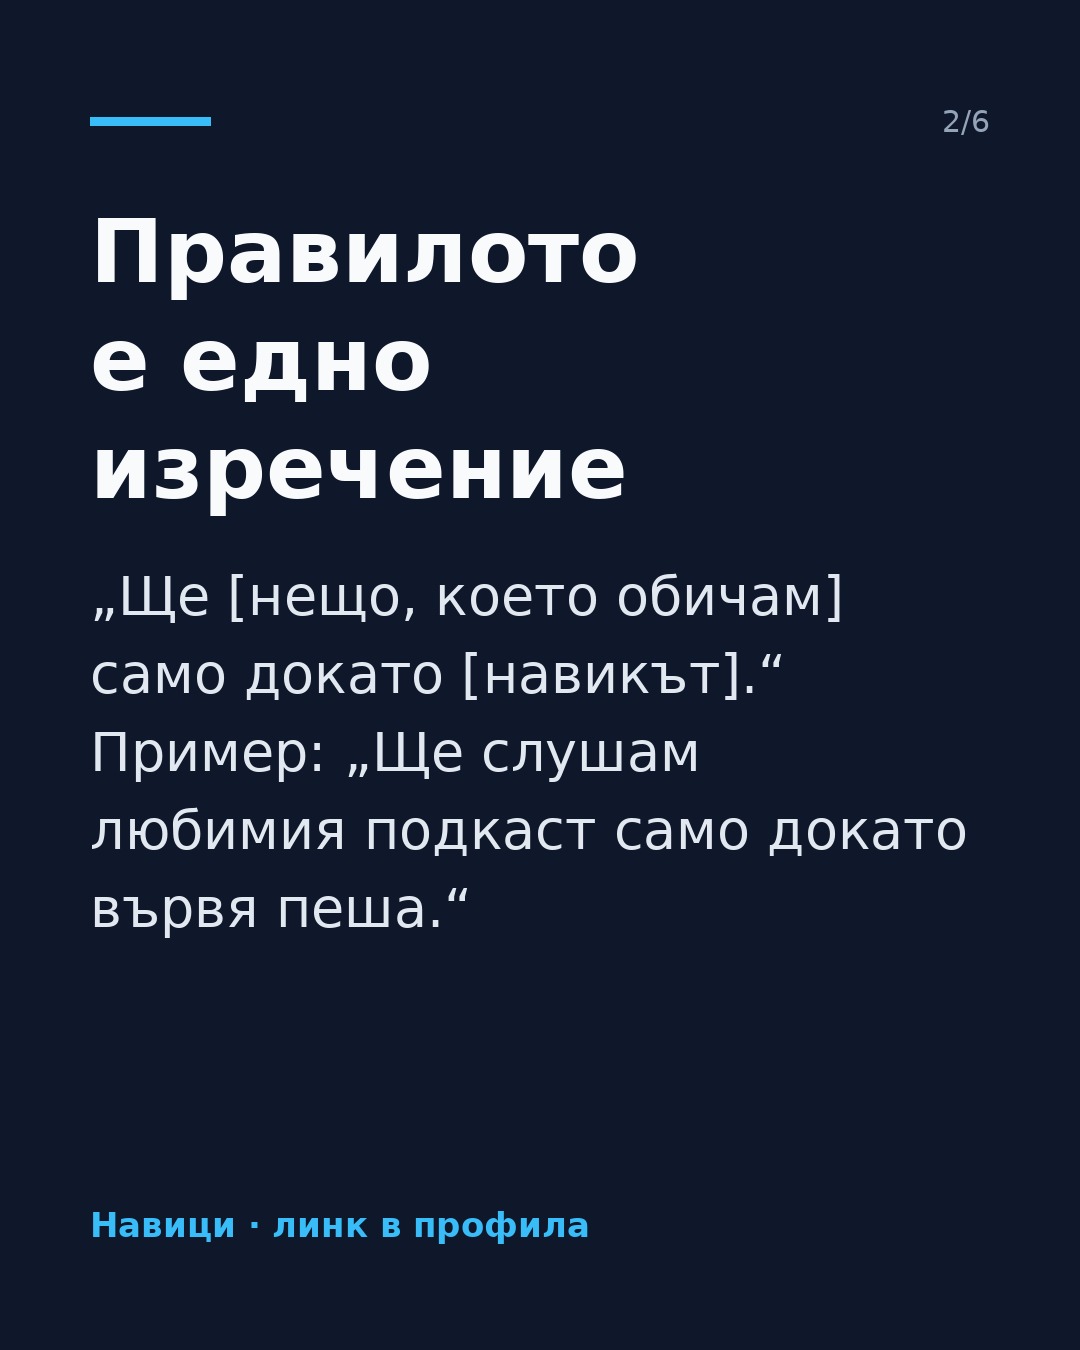 2/6
Правилото
е едно
изречение
„Ще [нещо, което обичам]
само докато [навикът].“
Пример: „Ще слушам
любимия подкаст само докато
вървя пеша.“
Навици · линк в профила